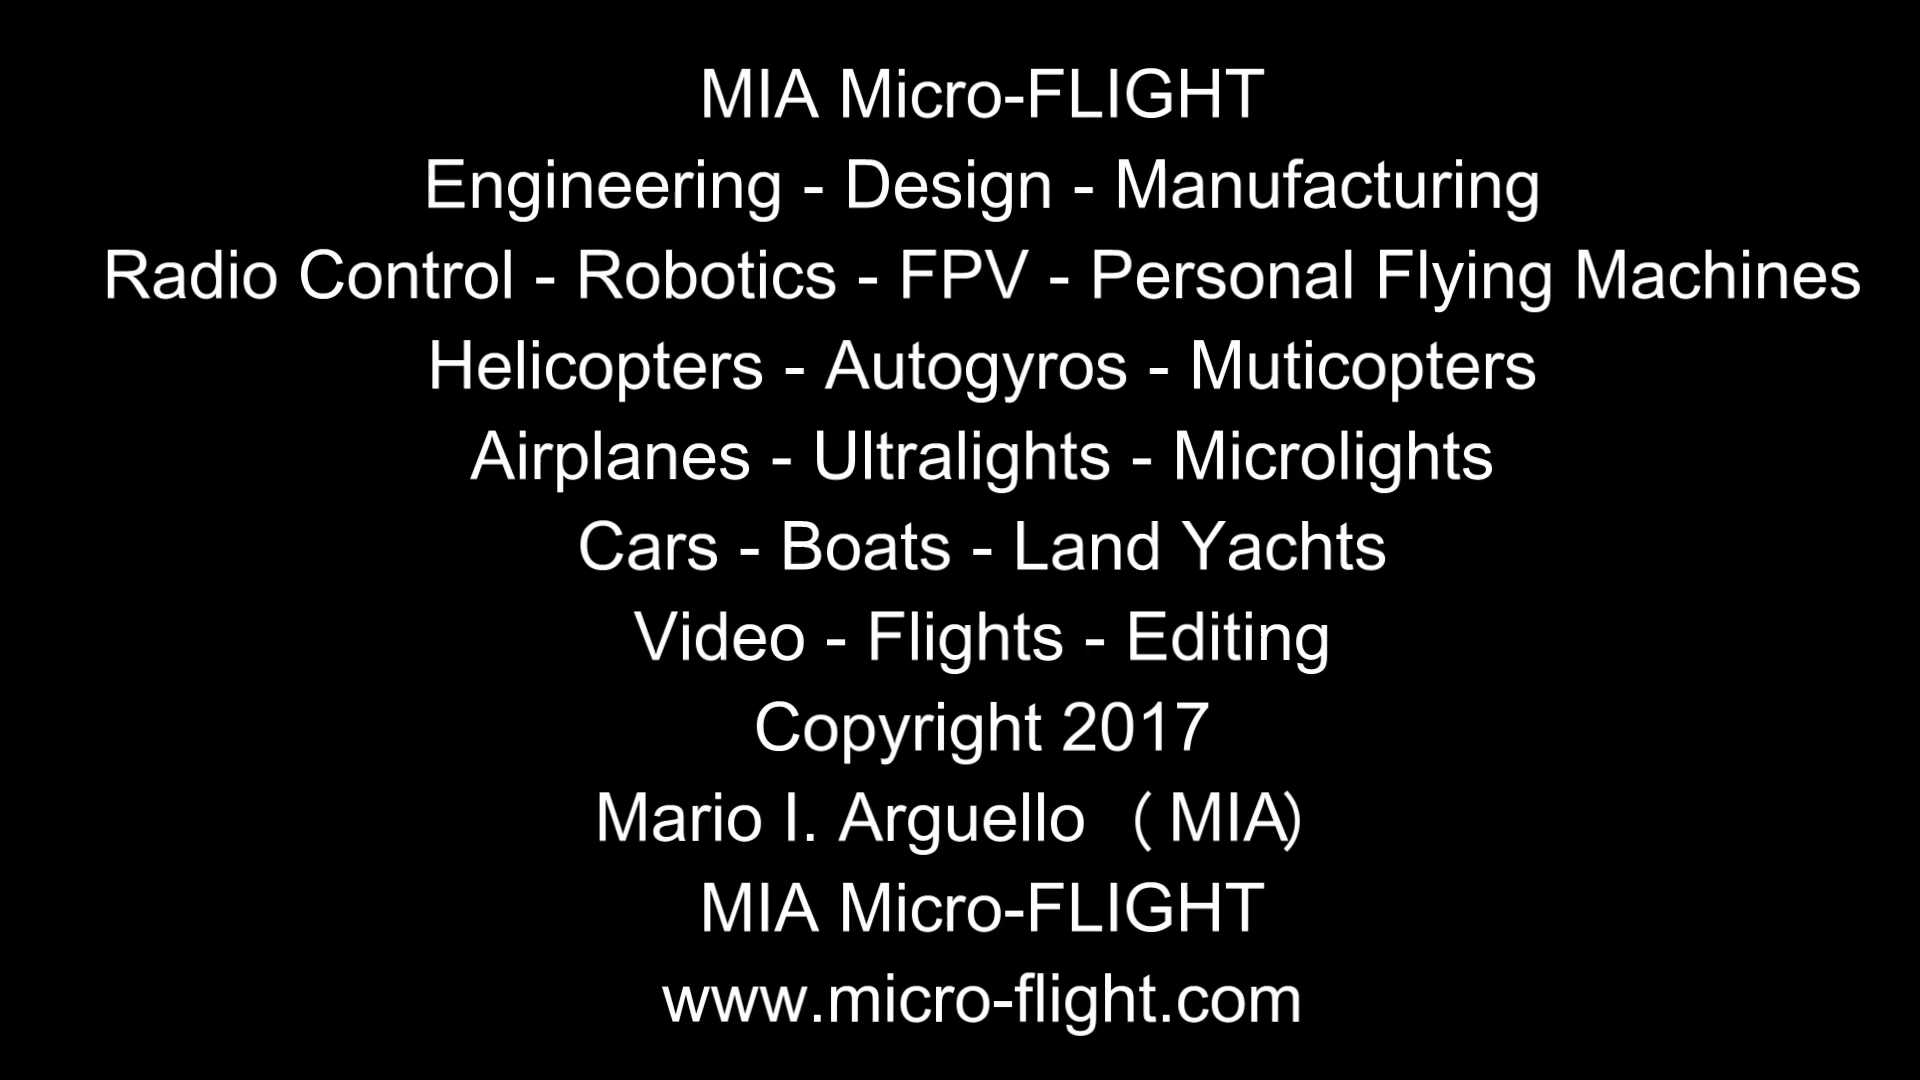 MIA Micro-FLIGHT
Engineering - Design - Manufacturing
Radio Control - Robotics - FPV - Personal Flying Machines
Helicopters - Autogyros - Muticopters
Airplanes - Ultralights - Microlights
Cars - Boats - Land Yachts
Video - Flights - Editing
Copyright 2017
Mario I. Arguello ( MIA)
MIA Micro-FLIGHT
www.micro-flight.com